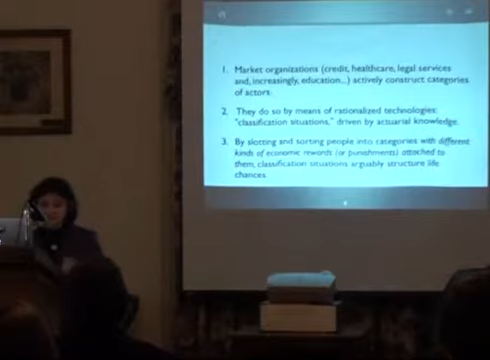 1. Market organizations (credit, healthcare, legal services
and, increasingly, education...) actively construct categories
of actors.
2. They do so by means of rationalized technologies:
"classification situations," driven by actuarial knowledge.
3. By slotting and sorting people into categories with different
kinds of economic rewards (or punishments) attached to
them, classification situations arguably structure life
chances.